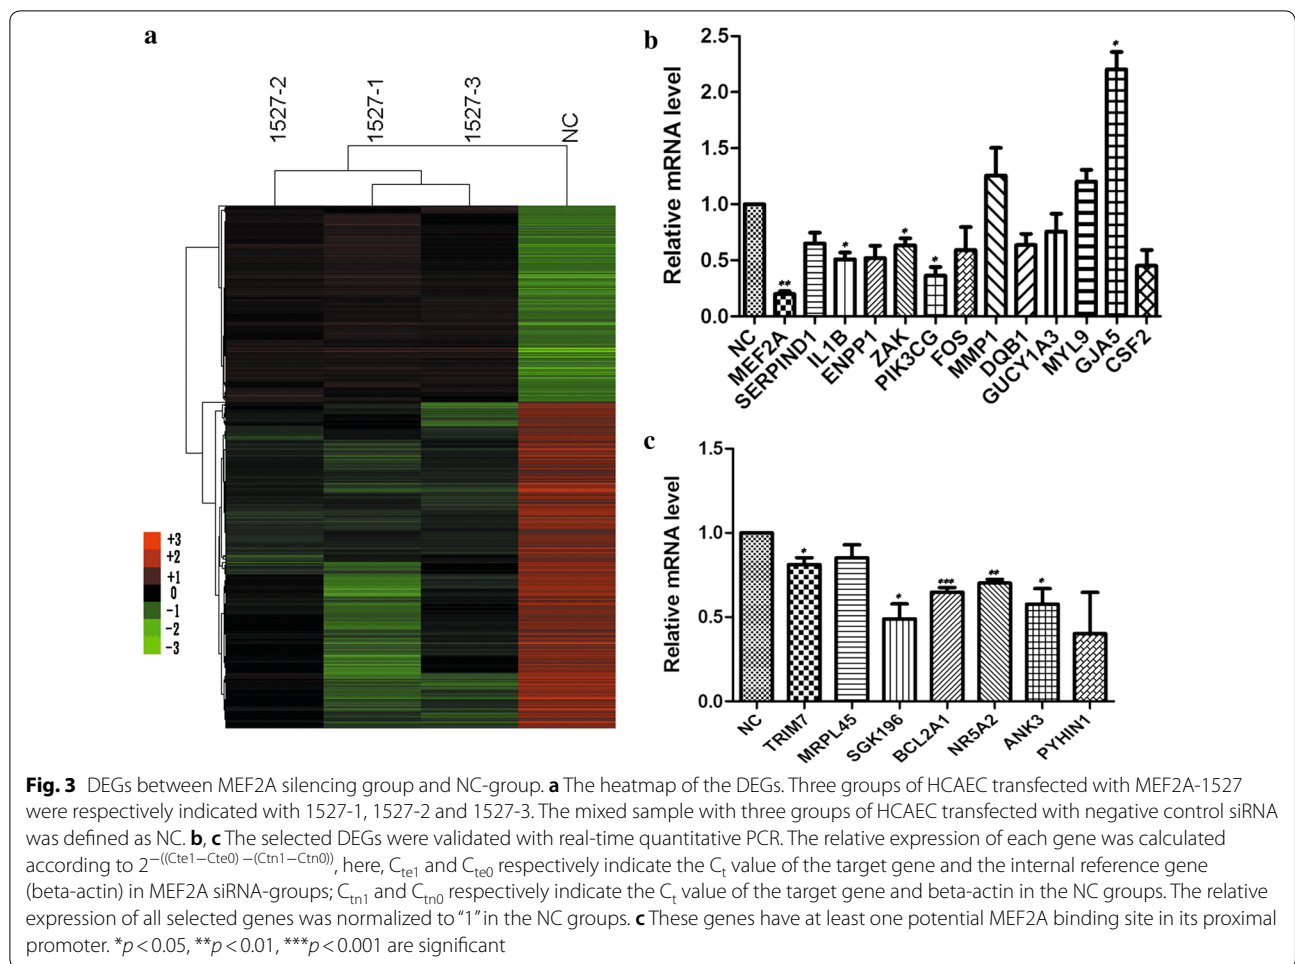 a
1527-2
1527-1
1527-3
NC
+3
+2
+1
0
−1
−2
−3
b
Relative mRNA level
2.5
2.0
1.5
1.0
0.5
0.0
**
*
*
*
*
NC
MEF2A
SERPIND1
IL1B
ENPP1
ZAK
PIK3CG
FOS
MMP1
DQB1
GUCY1A3
MYL9
GJA5
CSF2
c
Relative mRNA level
1.5
1.0
0.5
0.0
*
*
***
**
*
NC
TRIM7
MRPL45
SGK196
BCL2A1
NR5A2
ANK3
PYHIN1
Fig. 3 DEGs between MEF2A silencing group and NC-group. a The heatmap of the DEGs. Three groups of HCAEC transfected with MEF2A-1527
were respectively indicated with 1527-1, 1527-2 and 1527-3. The mixed sample with three groups of HCAEC transfected with negative control siRNA
was defined as NC. b, c The selected DEGs were validated with real-time quantitative PCR. The relative expression of each gene was calculated
according to 2^−((Cte1−Cte0) −(Ctn1−Ctn0)), here, Cte1 and Cte0 respectively indicate the Ct value of the target gene and the internal reference gene
(beta-actin) in MEF2A siRNA-groups; Ctn1 and Ctn0 respectively indicate the Ct value of the target gene and beta-actin in the NC groups. The relative
expression of all selected genes was normalized to “1” in the NC groups. c These genes have at least one potential MEF2A binding site in its proximal
promoter. *p < 0.05, **p < 0.01, ***p < 0.001 are significant